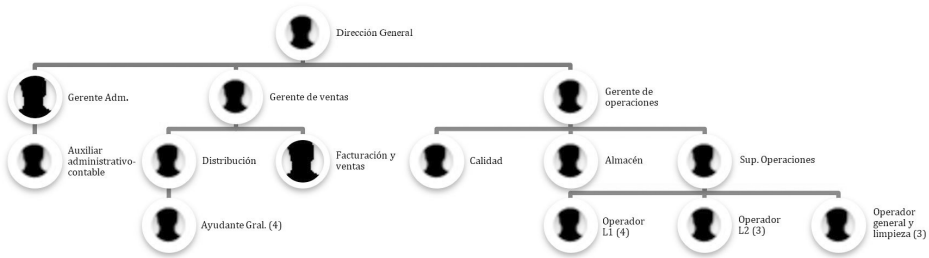 Dirección General
Gerente Adm.
Gerente de ventas
Gerente de
operaciones
Auxiliar
administrativo-
contable
Distribución
Facturación y
ventas
Calidad
Almacén
Sup. Operaciones
Ayudante Gral. (4)
Operador
L1 (4)
Operador
L2 (3)
Operador
general y
limpieza (3)